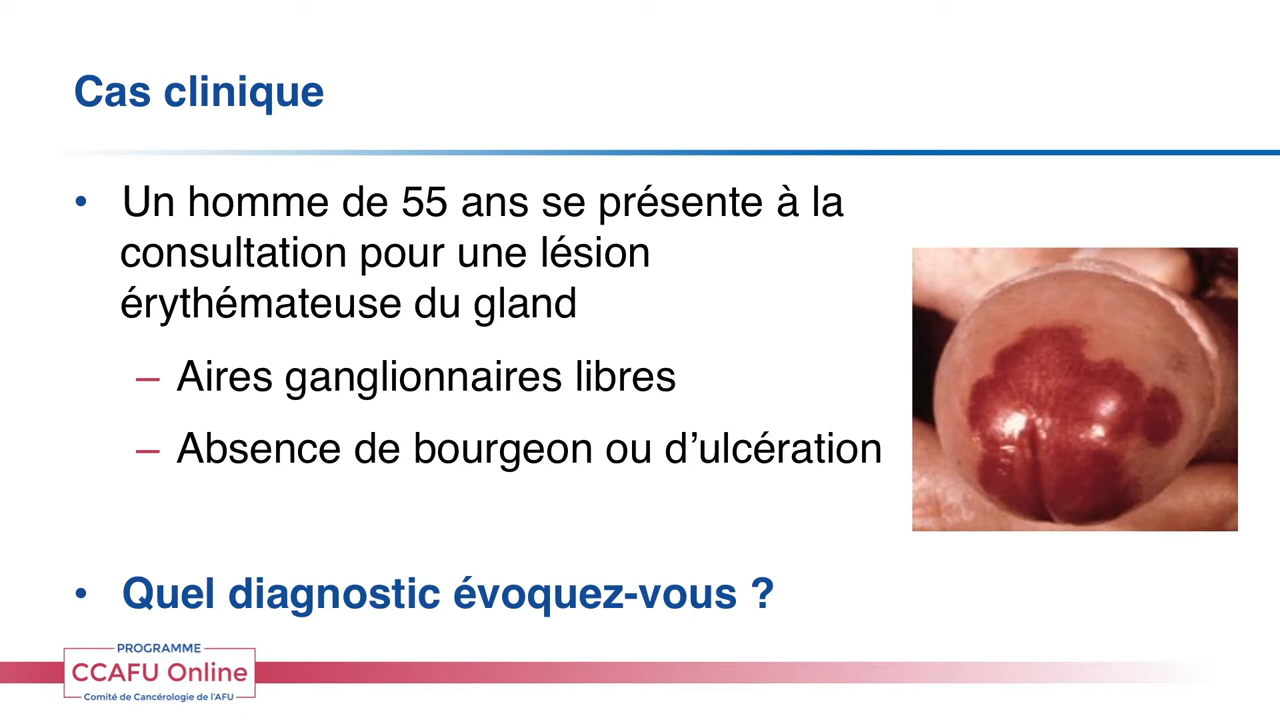 Cas clinique
• Un homme de 55 ans se présente à la
consultation pour une lésion
érythémateuse du gland
– Aires ganglionnaires libres
– Absence de bourgeon ou d’ulcération
• Quel diagnostic évoquez-vous ?
PROGRAMME
CCAFU Online
Comité de Cancérologie de l'AFU